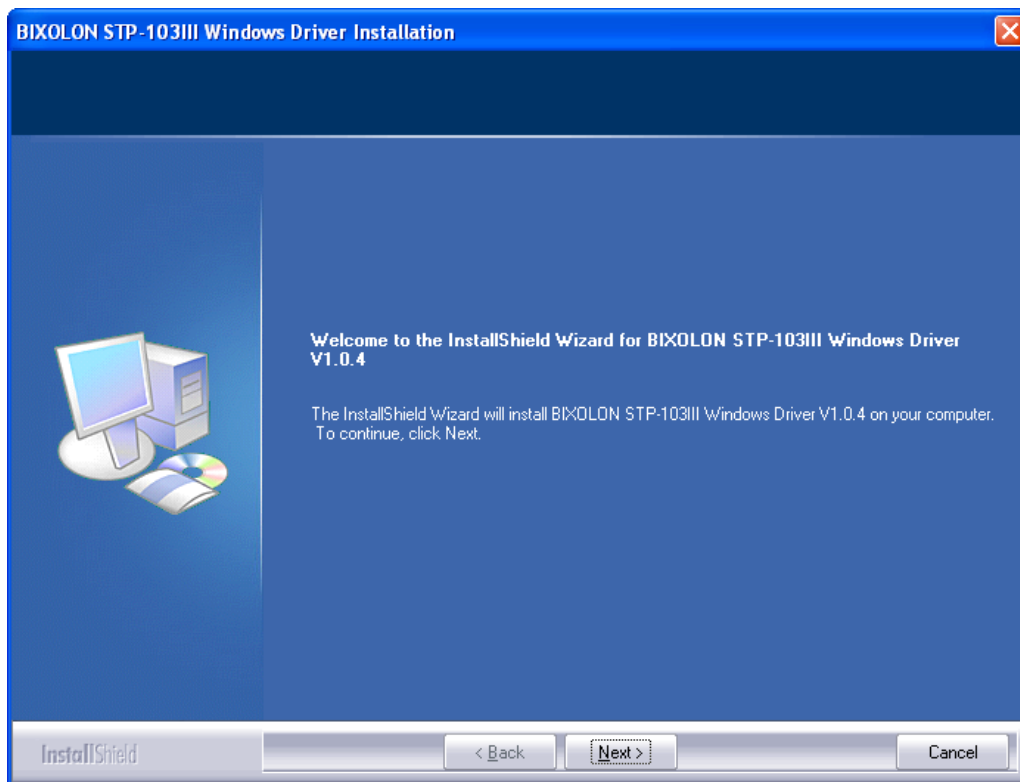 BIXOLON STP-103III Windows Driver Installation
Welcome to the InstallShield Wizard for BIXOLON STP-103III Windows Driver
V1.0.4
The InstallShield Wizard will install BIXOLON STP-103III Windows Driver V1.0.4 on your computer.
To continue, click Next.
InstallShield
< Back
Next >
Cancel